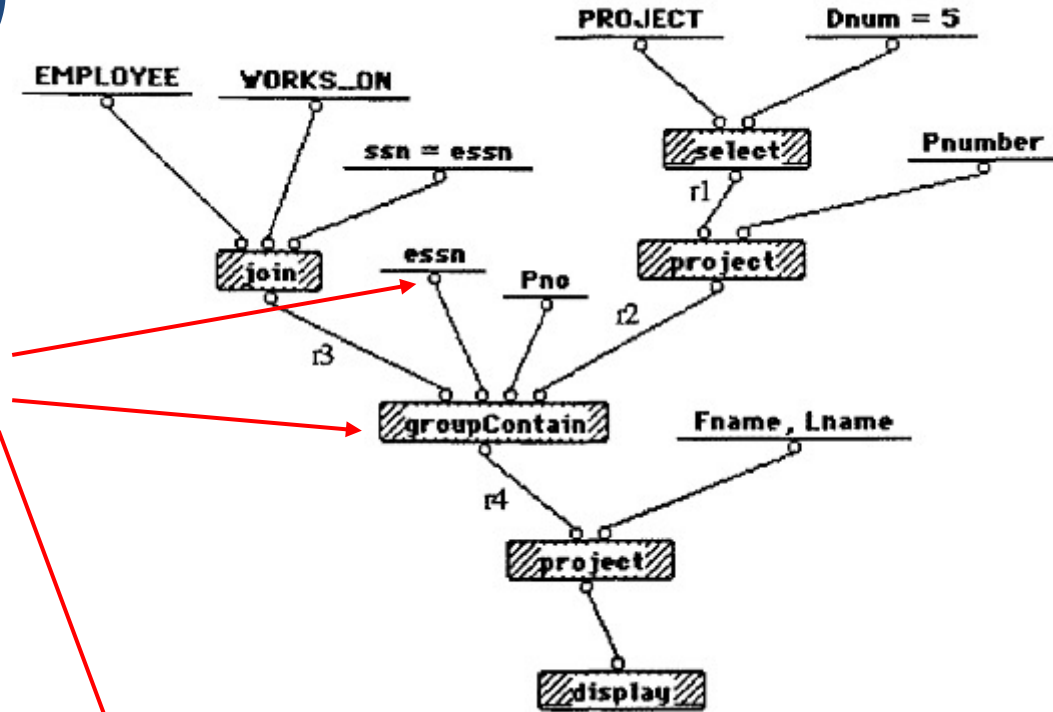 PROJECT
Dnum = 5
EMPLOYEE
WORKS_ON
ssn = essn
select
Pnumber
r1
join
essn
Pno
project
r3
r2
groupContain
Fname, Lname
r4
project
display